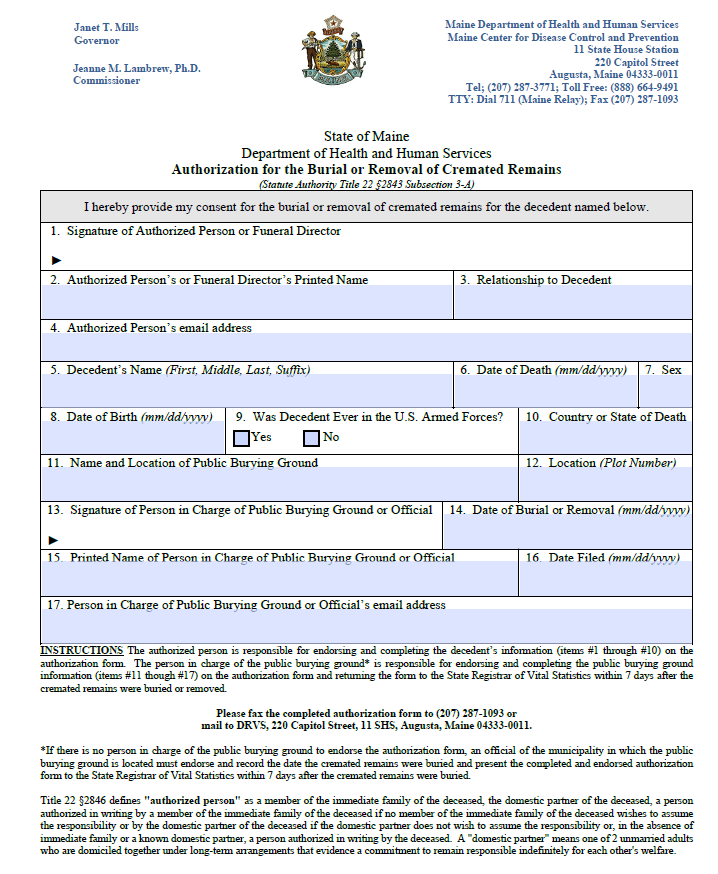 Janet T. Mills
Governor
Jeanne M. Lambrew, Ph.D.
Commissioner
Maine Department of Health and Human Services
Maine Center for Disease Control and Prevention
11 State House Station
220 Capitol Street
Augusta, Maine 04333-0011
Tel; (207) 287-3771; Toll Free: (888) 664-9491
TTY: Dial 711 (Maine Relay); Fax (207) 287-1093
State of Maine
Department of Health and Human Services
Authorization for the Burial or Removal of Cremated Remains
(Statute Authority Title 22 §2843 Subsection 3-A)
I hereby provide my consent for the burial or removal of cremated remains for the decedent named below.
1. Signature of Authorized Person or Funeral Director
►
2. Authorized Person's or Funeral Director's Printed Name
3. Relationship to Decedent
4. Authorized Person's email address
5. Decedent's Name (First, Middle, Last, Suffix)
6. Date of Death (mm/dd/yyyy)
7. Sex
8. Date of Birth (mm/dd/yyyy)
9. Was Decedent Ever in the U.S. Armed Forces?
Yes No
10. Country or State of Death
11. Name and Location of Public Burying Ground
12. Location (Plot Number)
13. Signature of Person in Charge of Public Burying Ground or Official
►
14. Date of Burial or Removal (mm/dd/yyyy)
15. Printed Name of Person in Charge of Public Burying Ground or Official
16. Date Filed (mm/dd/yyyy)
17. Person in Charge of Public Burying Ground or Official's email address
INSTRUCTIONS The authorized person is responsible for endorsing and completing the decedent's information (items #1 through #10) on the
authorization form. The person in charge of the public burying ground* is responsible for endorsing and completing the public burying ground
information (items #11 though #17) on the authorization form and returning the form to the State Registrar of Vital Statistics within 7 days after the
cremated remains were buried or removed.
Please fax the completed authorization form to (207) 287-1093 or
mail to DRVS, 220 Capitol Street, 11 SHS, Augusta, Maine 04333-0011.
*If there is no person in charge of the public burying ground to endorse the authorization form, an official of the municipality in which the public
burying ground is located must endorse and record the date the cremated remains were buried and present the completed and endorsed authorization
form to the State Registrar of Vital Statistics within 7 days after the cremated remains were buried.
Title 22 §2846 defines "authorized person" as a member of the immediate family of the deceased, the domestic partner of the deceased, a person
authorized in writing by a member of the immediate family of the deceased if no member of the immediate family of the deceased wishes to assume
the responsibility or by the domestic partner of the deceased if the domestic partner does not wish to assume the responsibility or, in the absence of
immediate family or a known domestic partner, a person authorized in writing by the deceased. A "domestic partner" means one of 2 unmarried adults
who are domiciled together under long-term arrangements that evidence a commitment to remain responsible indefinitely for each other's welfare.